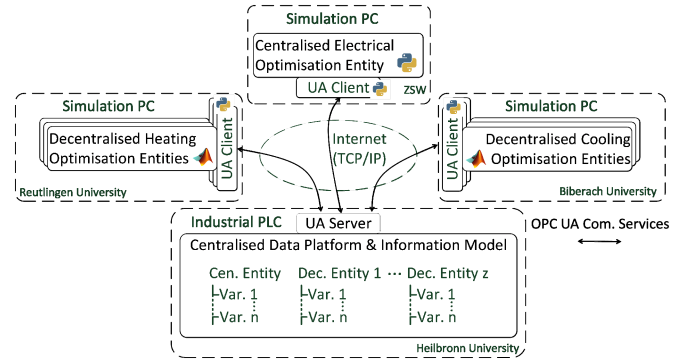 Simulation PC
Centralised Electrical
Optimisation Entity
UA Client
ZSW
Simulation PC
Decentralised Heating
Optimisation Entities
UA Client
Reutlingen University
Internet
(TCP/IP)
Simulation PC
UA Client
Decentralised Cooling
Optimisation Entities
Biberach University
Industrial PLC
UA Server
OPC UA Com. Services
Centralised Data Platform & Information Model
Cen. Entity Dec. Entity 1 ··· Dec. Entity z
Var. 1 Var. 1 Var. 1
Var. n Var. n Var. n
Heilbronn University